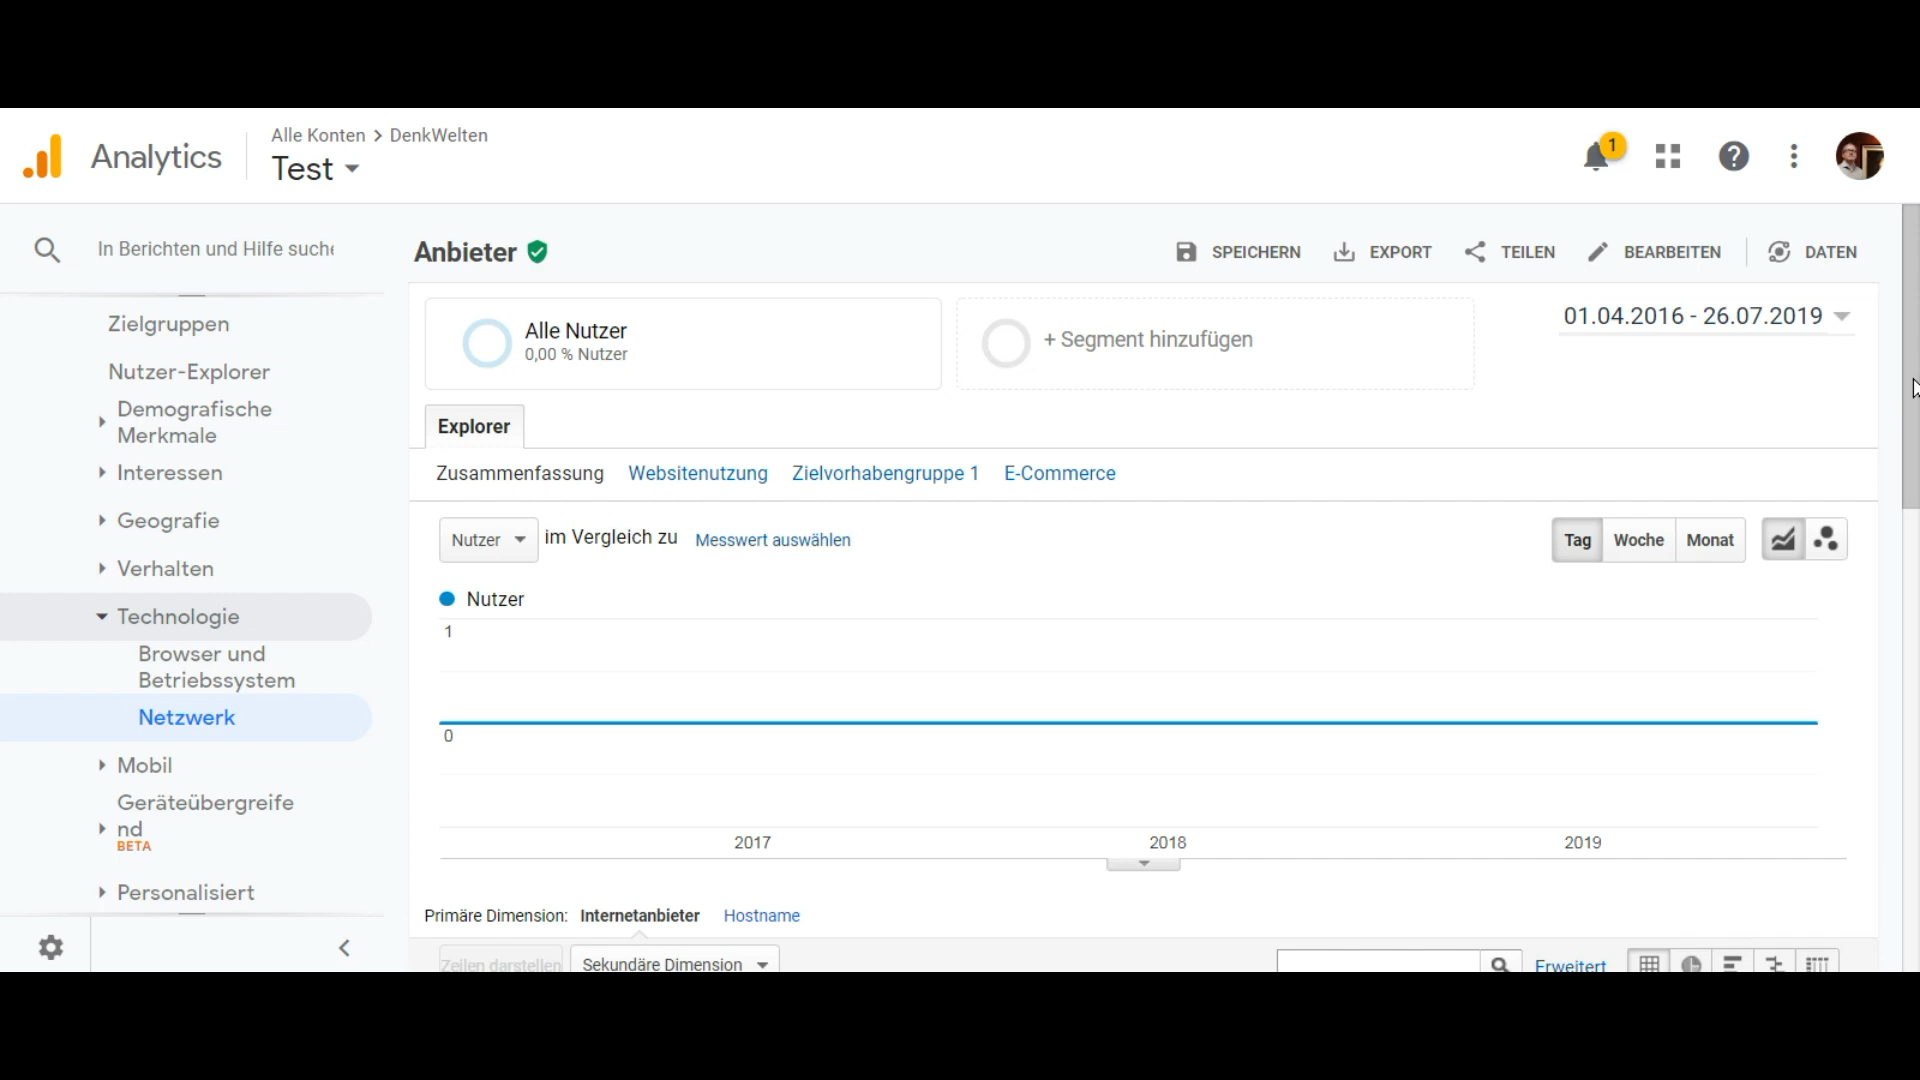 Alle Konten > DenkWelten
Analytics
Test
1
In Berichten und Hilfe suche
Zielgruppen
Nutzer-Explorer
Demografische
Merkmale
Interessen
Geografie
Verhalten
Technologie
Browser und
Betriebssystem
Netzwerk
Mobil
Geräteübergreife
nd
BETA
Personalisiert
Anbieter
SPEICHERN
EXPORT
TEILEN
BEARBEITEN
DATEN
Alle Nutzer
0,00 % Nutzer
+ Segment hinzufügen
01.04.2016 - 26.07.2019
Explorer
Zusammenfassung Websitenutzung Zielvorhabengruppe 1 E-Commerce
Nutzer im Vergleich zu Messwert auswählen
Tag Woche Monat
Nutzer
1
0
2017 2018 2019
Primäre Dimension: Internetanbieter Hostname
Zeilen darstellen Sekundäre Dimension Erweitert